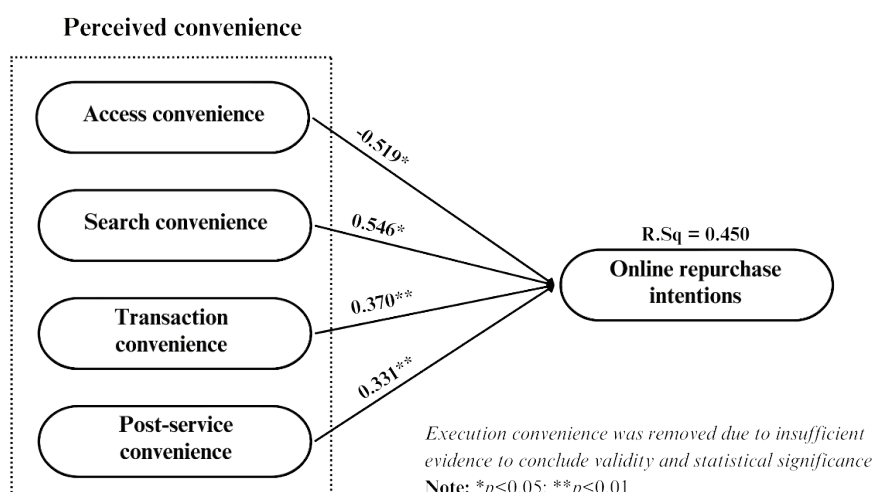 Perceived convenience
Access convenience
-0.519*
Search convenience
0.546*
R.Sq = 0.450
Online repurchase
intentions
Transaction
convenience
0.370**
0.331**
Post-service
convenience
Execution convenience was removed due to insufficient
evidence to conclude validity and statistical significance
Note: *p<0.05; **p<0.01